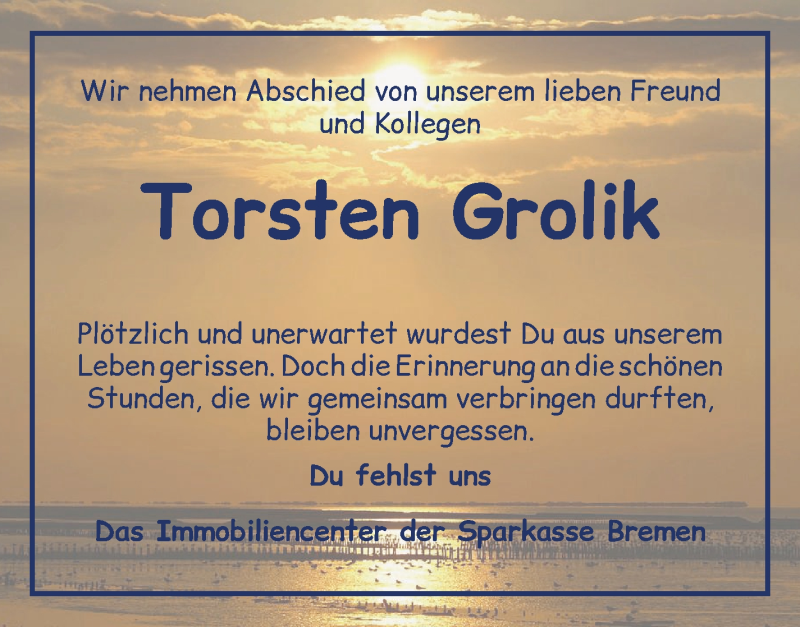 Wir nehmen Abschied von unserem lieben Freund
und Kollegen
Torsten Grolik
Plötzlich und unerwartet wurdest Du aus unserem
Leben gerissen. Doch die Erinnerung an die schönen
Stunden, die wir gemeinsam verbringen durften,
bleiben unvergessen.
Du fehlst uns
Das Immobiliencenter der Sparkasse Bremen